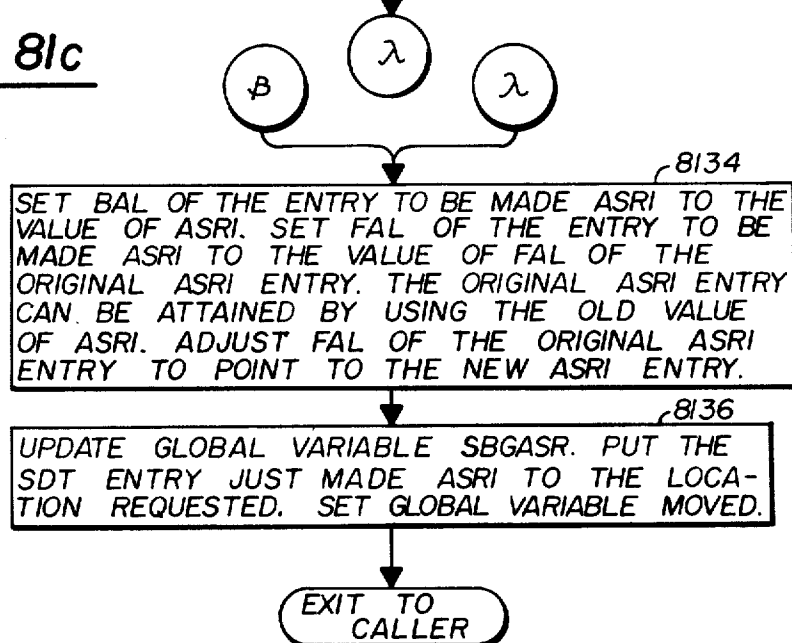 81c
λ
β
λ
8134
SET BAL OF THE ENTRY TO BE MADE ASRI TO THE
VALUE OF ASRI. SET FAL OF THE ENTRY TO BE
MADE ASRI TO THE VALUE OF FAL OF THE
ORIGINAL ASRI ENTRY. THE ORIGINAL ASRI ENTRY
CAN BE ATTAINED BY USING THE OLD VALUE
OF ASRI. ADJUST FAL OF THE ORIGINAL ASRI
ENTRY TO POINT TO THE NEW ASRI ENTRY.
8136
UPDATE GLOBAL VARIABLE SBGASR. PUT THE
SDT ENTRY JUST MADE ASRI TO THE LOCA-
TION REQUESTED. SET GLOBAL VARIABLE MOVED.
EXIT TO
CALLER